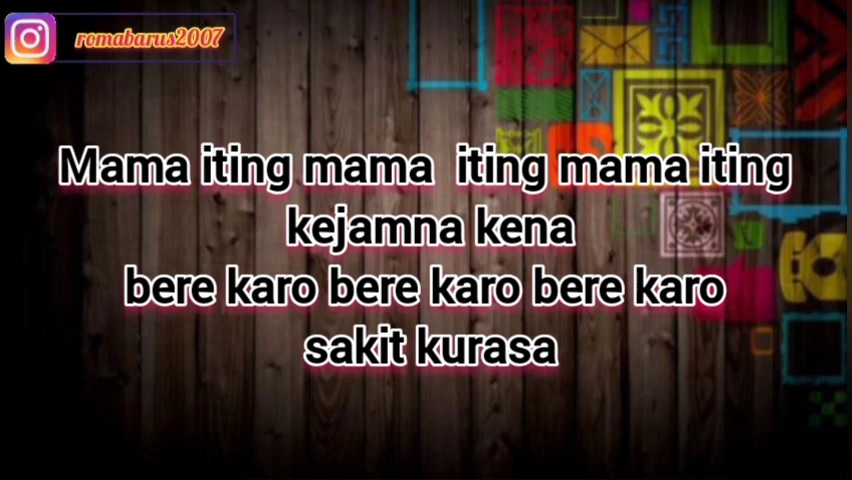 romabarus2007
Mama iting mama iting mama iting
kejamna kena
bere karo bere karo bere karo
sakit kurasa